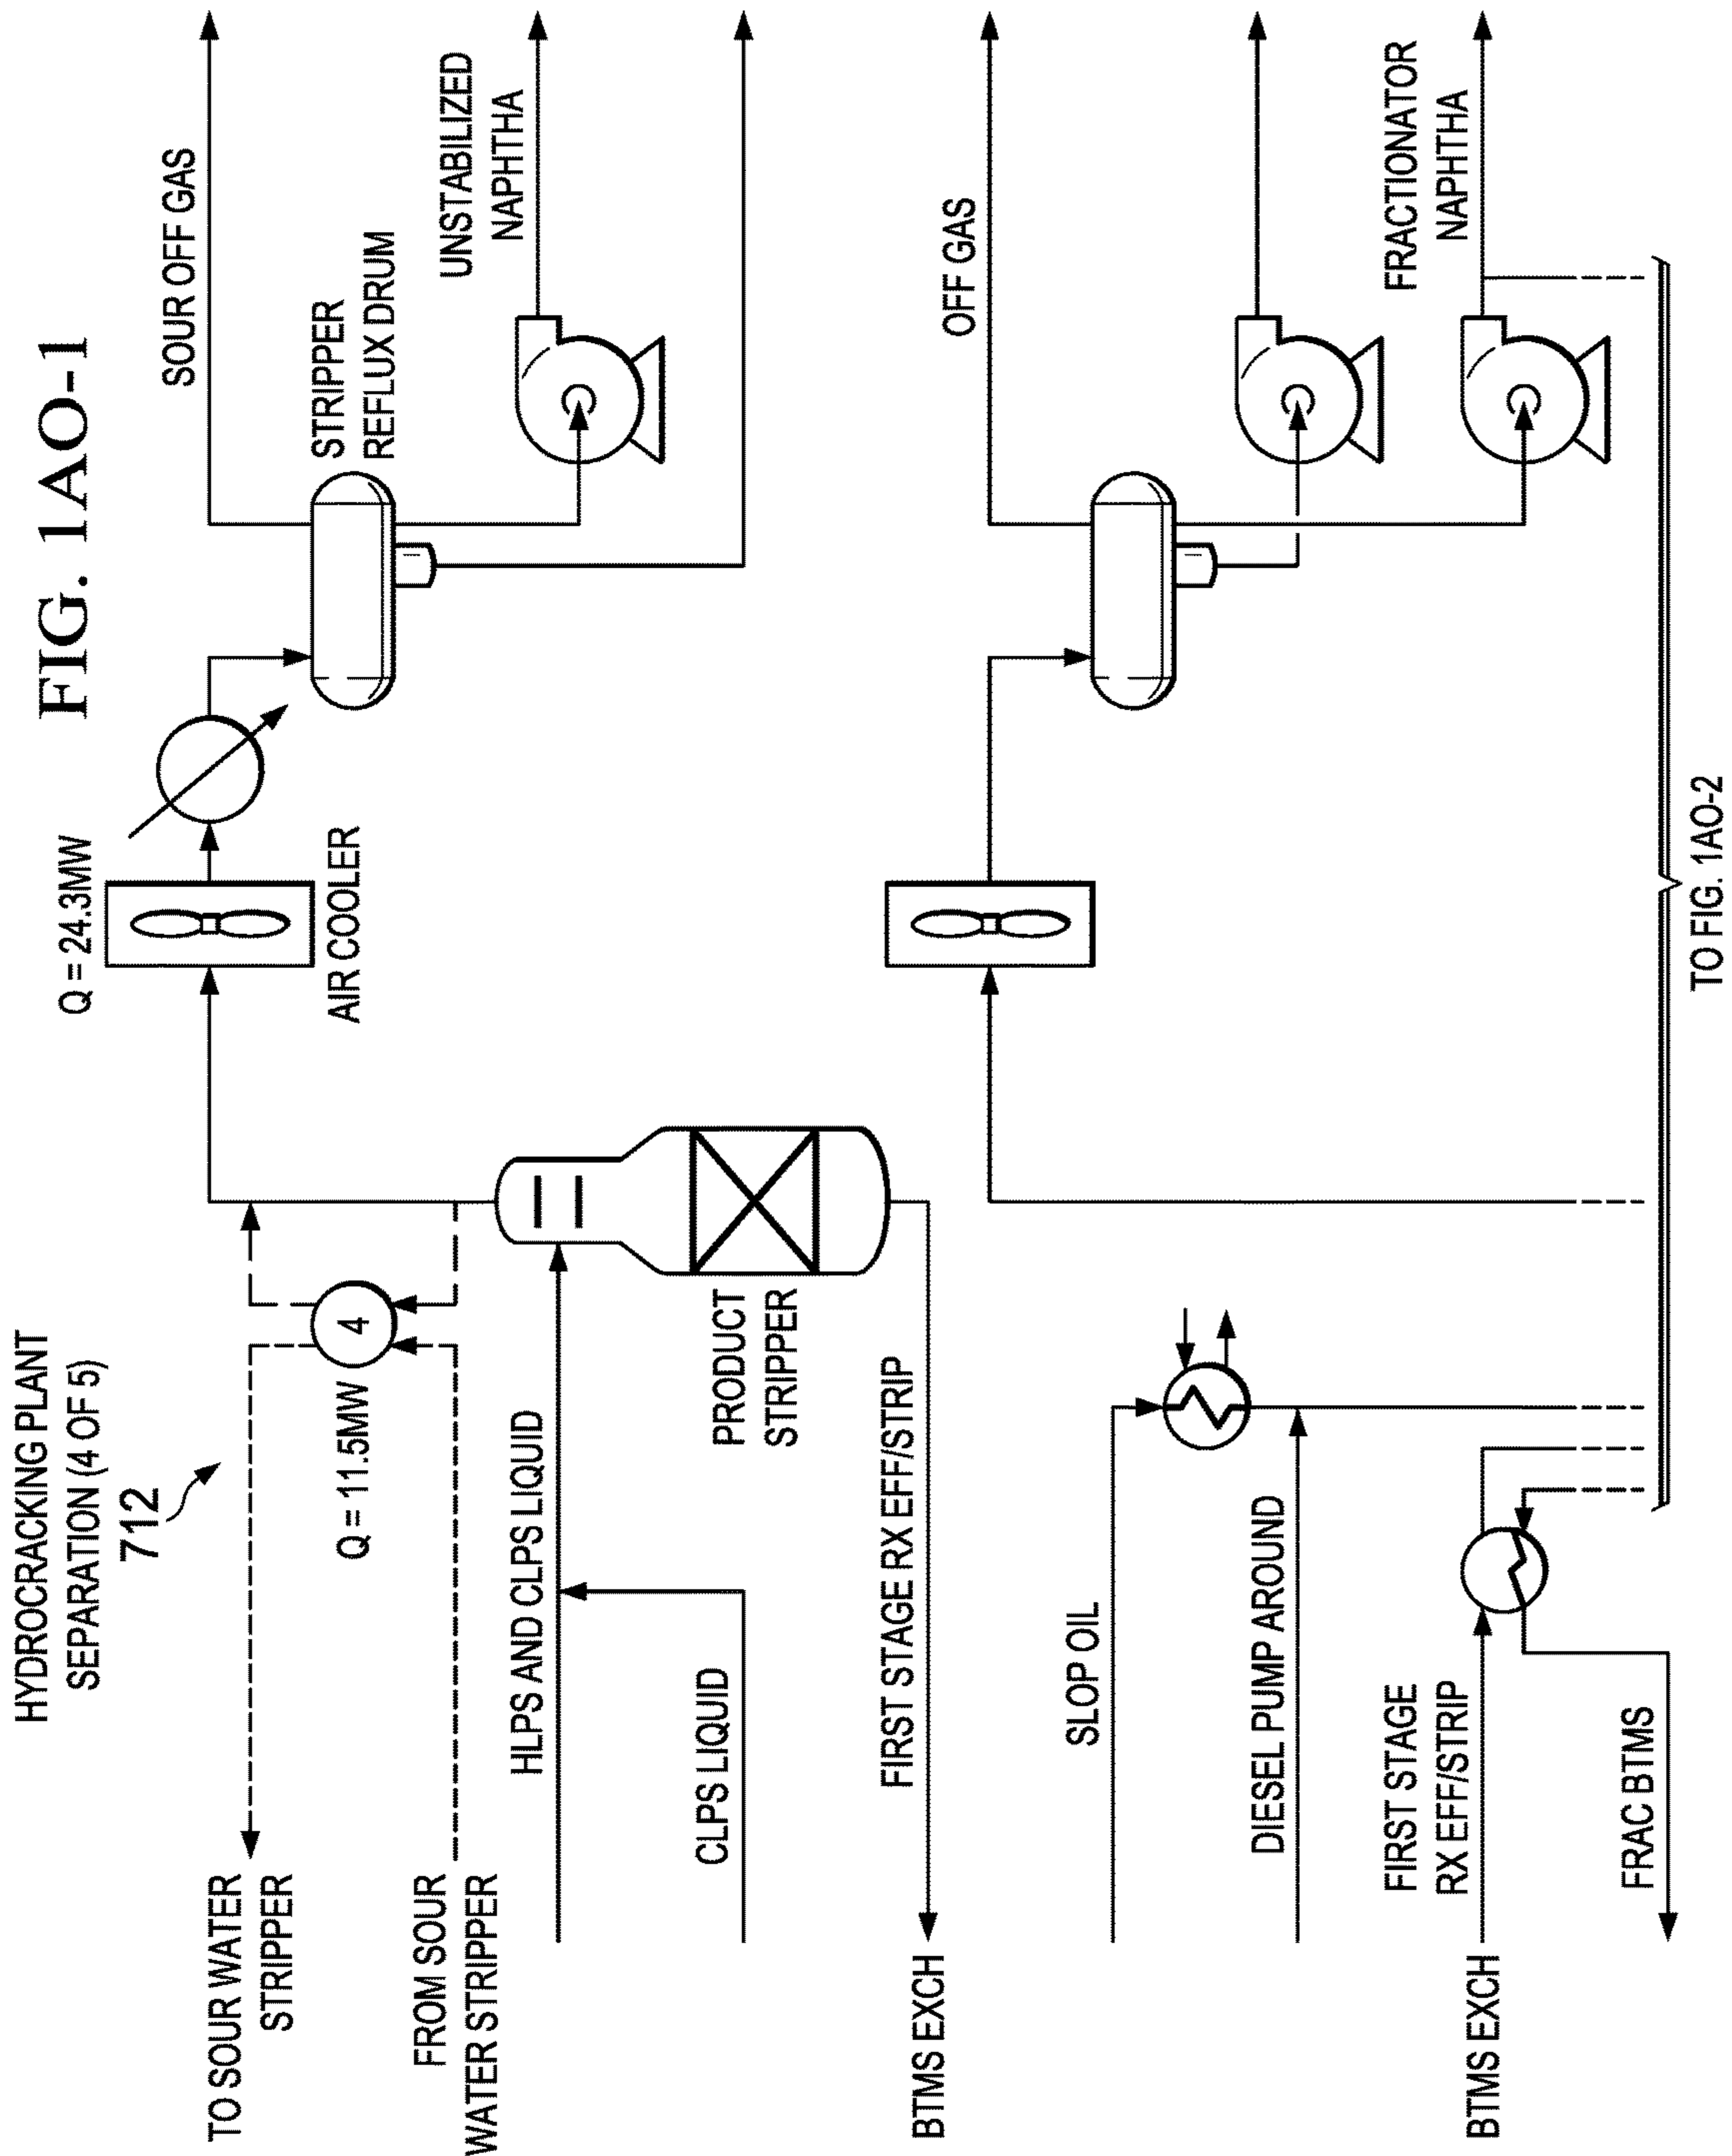 FIG. 1AO-1
HYDROCRACKING PLANT
SEPARATION (4 OF 5)
712
TO SOUR WATER
STRIPPER
FROM SOUR
WATER STRIPPER
4
Q = 11.5MW
Q = 24.3MW
AIR COOLER
SOUR OFF GAS
STRIPPER
REFLUX DRUM
UNSTABILIZED
NAPHTHA
HLPS AND CLPS LIQUID
CLPS LIQUID
PRODUCT
STRIPPER
FIRST STAGE RX EFF/STRIP
BTMS EXCH
OFF GAS
SLOP OIL
DIESEL PUMP AROUND
FIRST STAGE
RX EFF/STRIP
BTMS EXCH
FRAC BTMS
FRACTIONATOR
NAPHTHA
TO FIG. 1AO-2